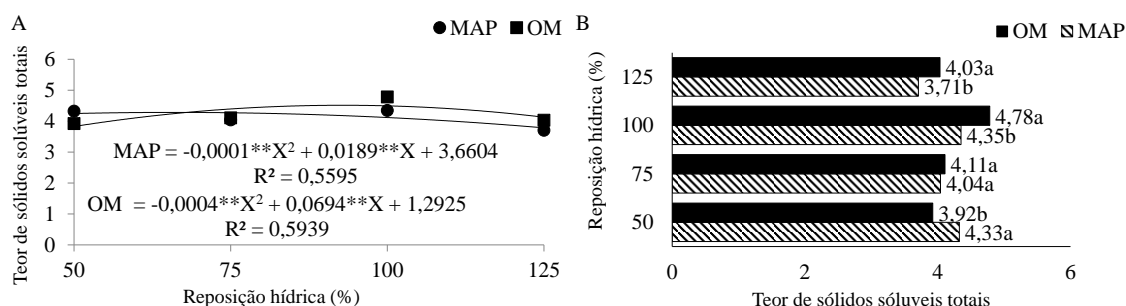 A
MAP OM
Teor de sólidos solúveis totais
6
5
4
3
2
1
0
MAP = -0,0001**X² + 0,0189**X + 3,6604
R² = 0,5595
OM = -0,0004**X² + 0,0694**X + 1,2925
R² = 0,5939
50 75 100 125
Reposição hídrica (%)
B
OM MAP
Reposição hídrica (%)
125
4,03a
3,71b
100
4,78a
4,35b
75
4,11a
4,04a
50
3,92b
4,33a
0 2 4 6
Teor de sólidos sóluveis totais